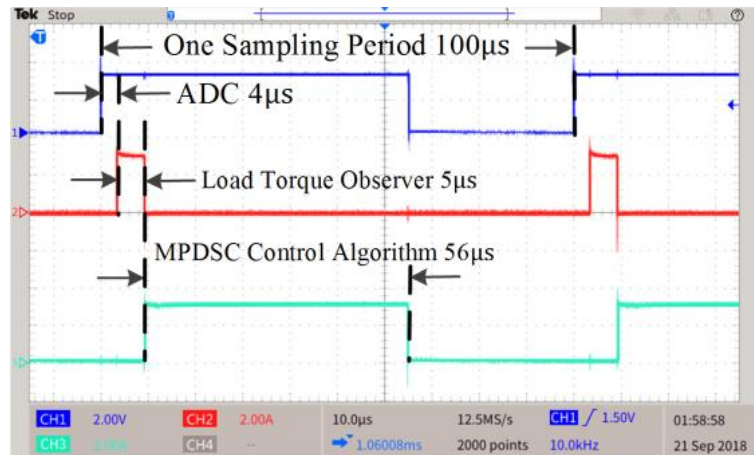 Tek Stop
One Sampling Period 100μs
ADC 4μs
Load Torque Observer 5μs
MPDSC Control Algorithm 56μs
CH1 2.00V CH2 2.00A 10.0μs 12.5MS/s CH1 1.50V 01:58:58
CH3 CH4 -- 1.06008ms 2000 points 10.0kHz 21 Sep 2018